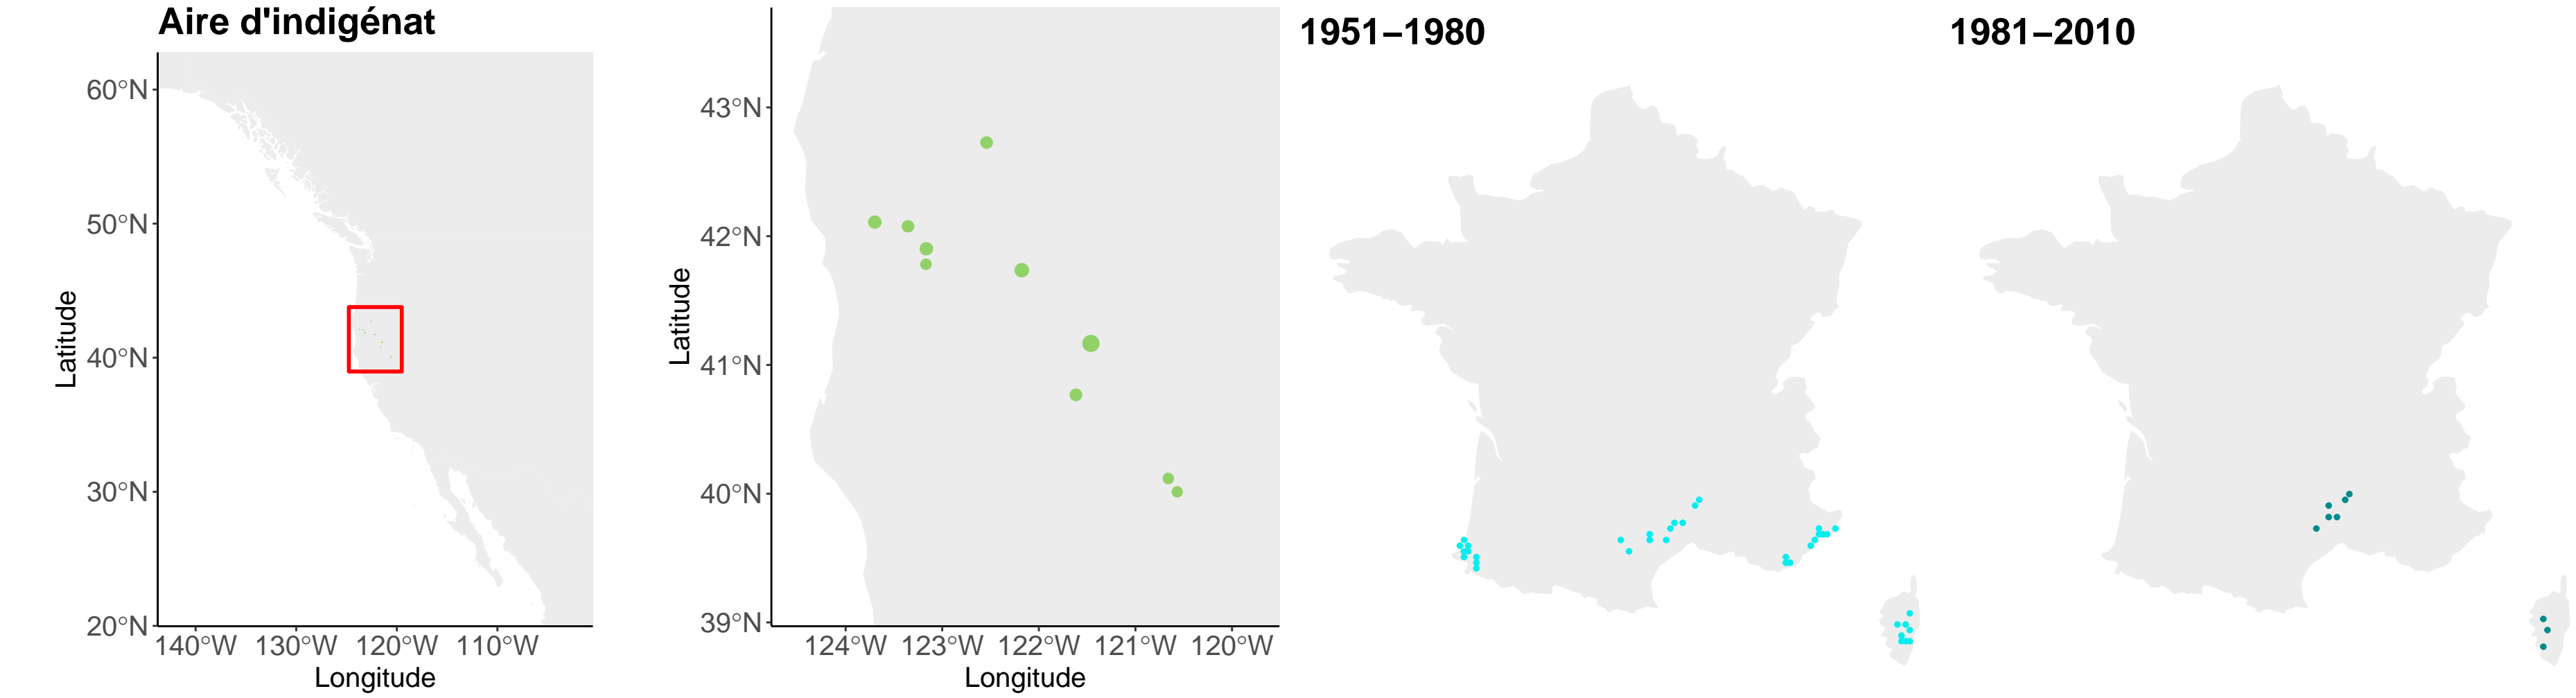 Aire d'indigénat
60°N
50°N
40°N
30°N
20°N
Latitude
140°W 130°W 120°W 110°W
Longitude
43°N
42°N
41°N
40°N
39°N
Latitude
124°W 123°W 122°W 121°W 120°W
Longitude
1951–1980
1981–2010